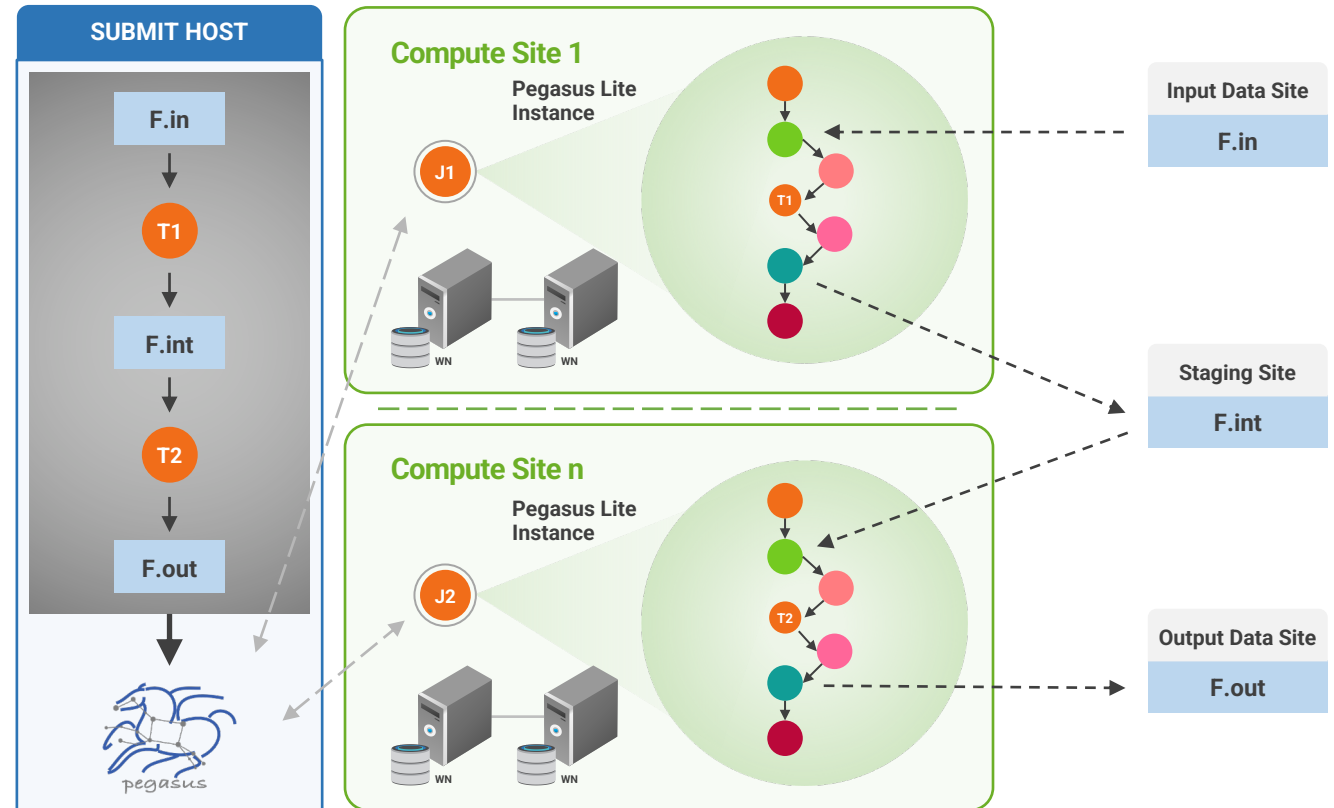 SUBMIT HOST
F.in
T1
F.int
T2
F.out
pegasus
Compute Site 1
Pegasus Lite
Instance
J1
T1
WN
WN
Compute Site n
Pegasus Lite
Instance
J2
T2
WN
WN
Input Data Site
F.in
Staging Site
F.int
Output Data Site
F.out